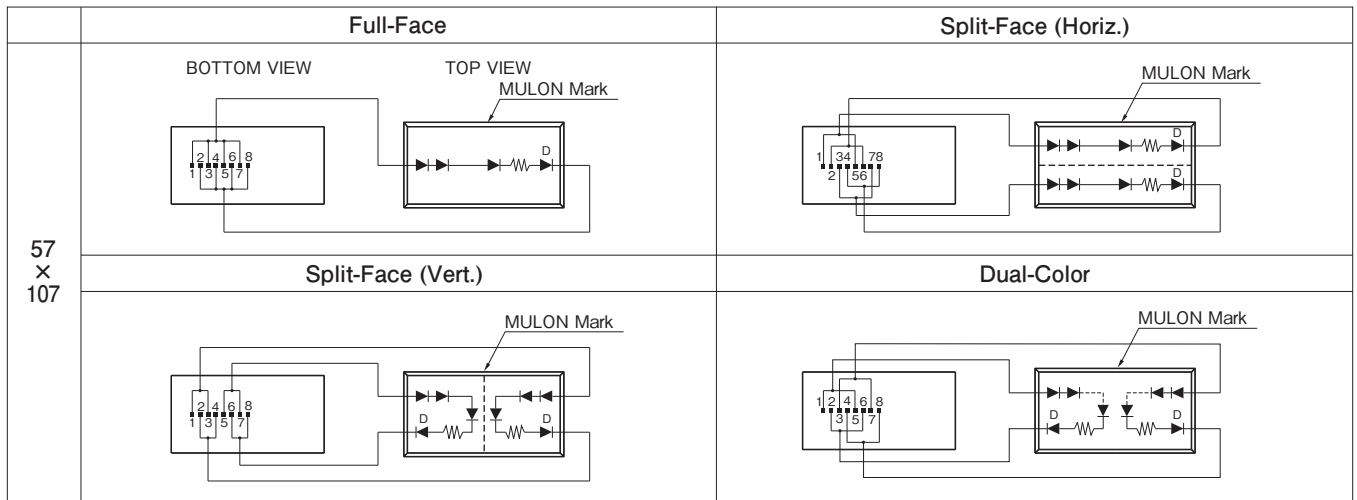 Full-Face
Split-Face (Horiz.)
BOTTOM VIEW
TOP VIEW
MULON Mark
2 4 6 8
1 3 5 7
D
MULON Mark
1 34 78
2 56
D
D
57
×
107
Split-Face (Vert.)
Dual-Color
MULON Mark
2 4 6 8
1 3 5 7
D
D
MULON Mark
1 2 4 6 8
3 5 7
D
D